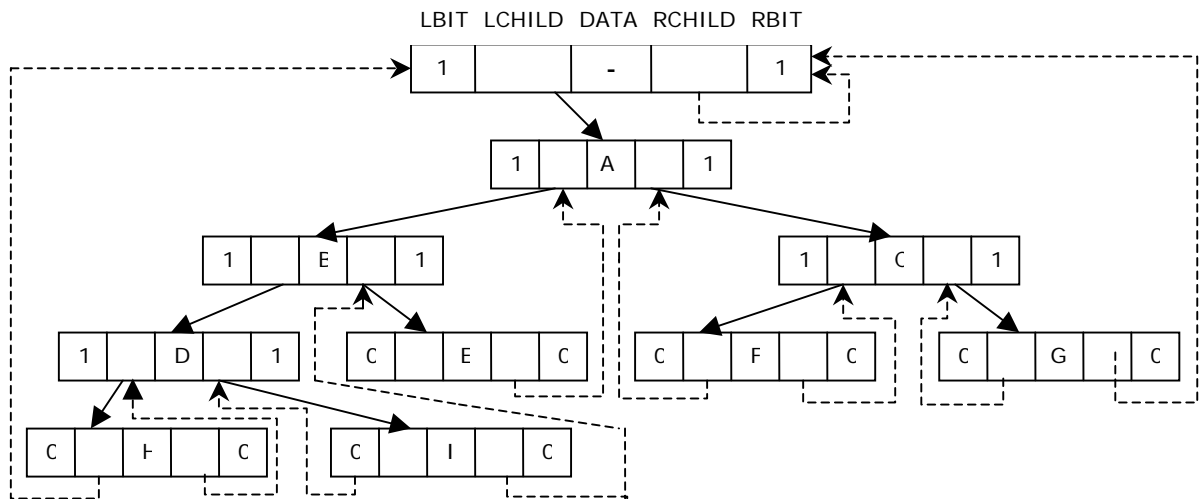 LBIT LCHILD DATA RCHILD RBIT
1 - 1
1 A 1
1 E 1
1 C 1
1 D 1
C E C
C F C
C G C
C C
C I C